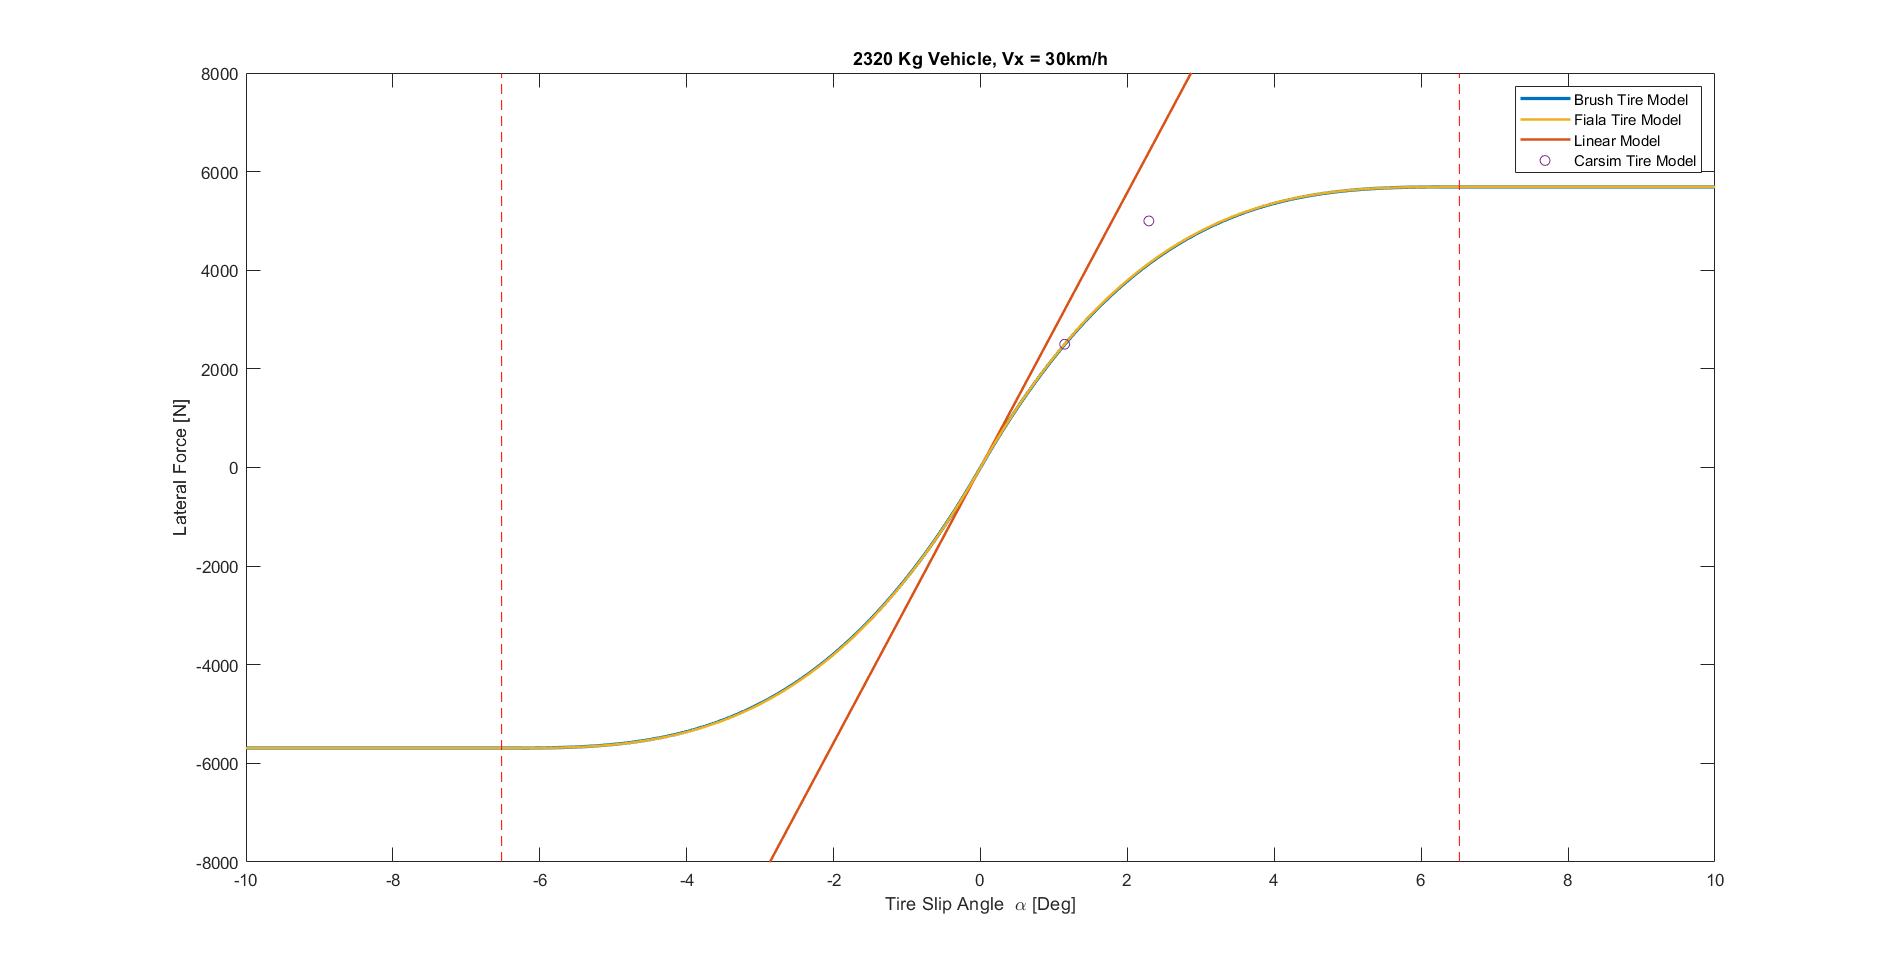 2320 Kg Vehicle, Vx = 30km/h
8000
6000
4000
2000
0
-2000
-4000
-6000
-8000
Lateral Force [N]
Brush Tire Model
Fiala Tire Model
Linear Model
Carsim Tire Model
-10 -8 -6 -4 -2 0 2 4 6 8 10
Tire Slip Angle α [Deg]